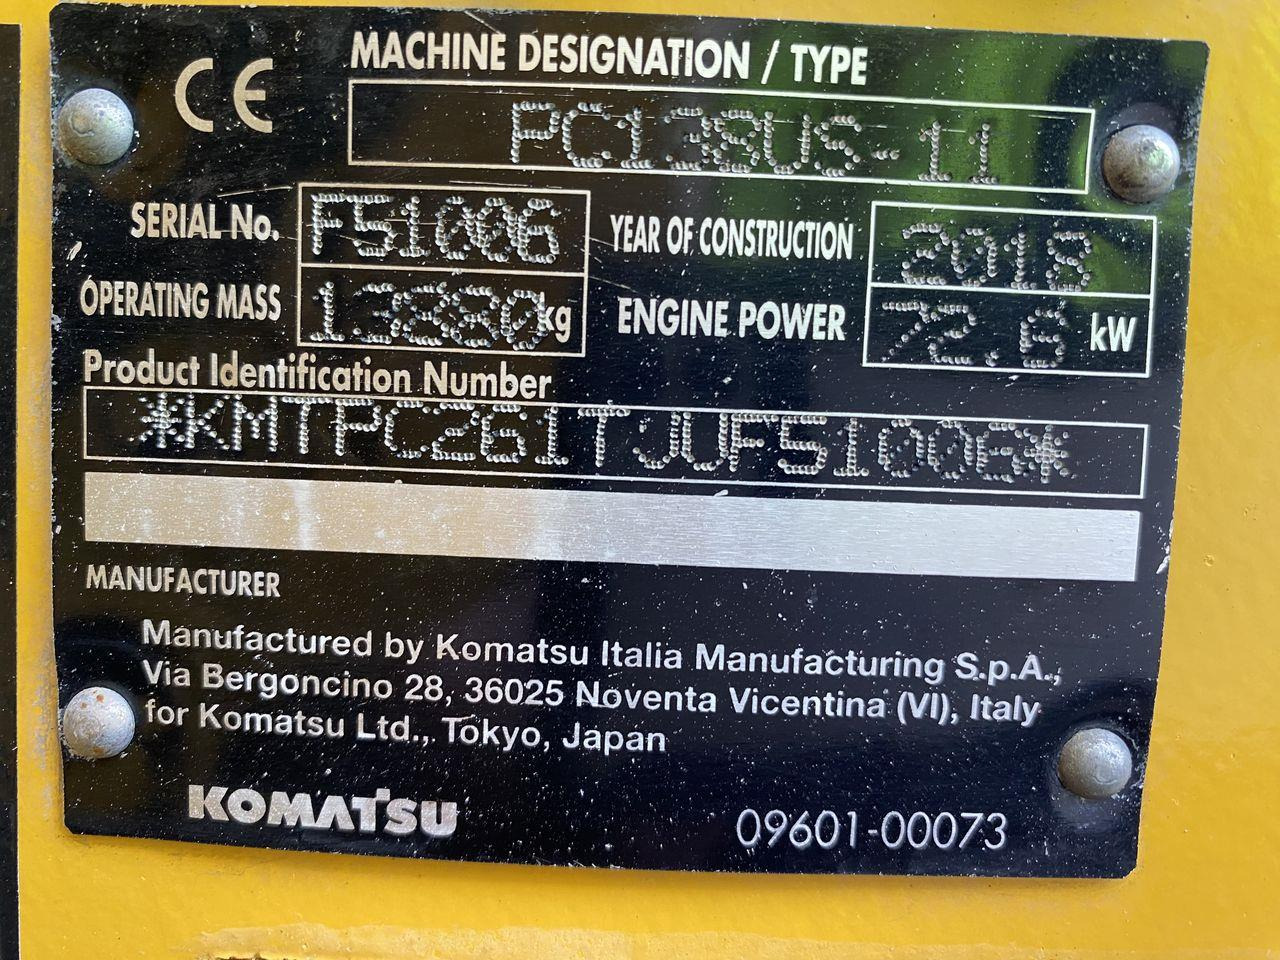 CE
MACHINE DESIGNATION / TYPE
PC138US-11
SERIAL No. F51006 YEAR OF CONSTRUCTION 2018
OPERATING MASS 13880kg ENGINE POWER 72.6 kW
Product Identification Number
*KMTPC261TJUF51006*
MANUFACTURER
Manufactured by Komatsu Italia Manufacturing S.p.A.,
Via Bergoncino 28, 36025 Noventa Vicentina (VI), Italy
for Komatsu Ltd., Tokyo, Japan
KOMATSU 09601-00073